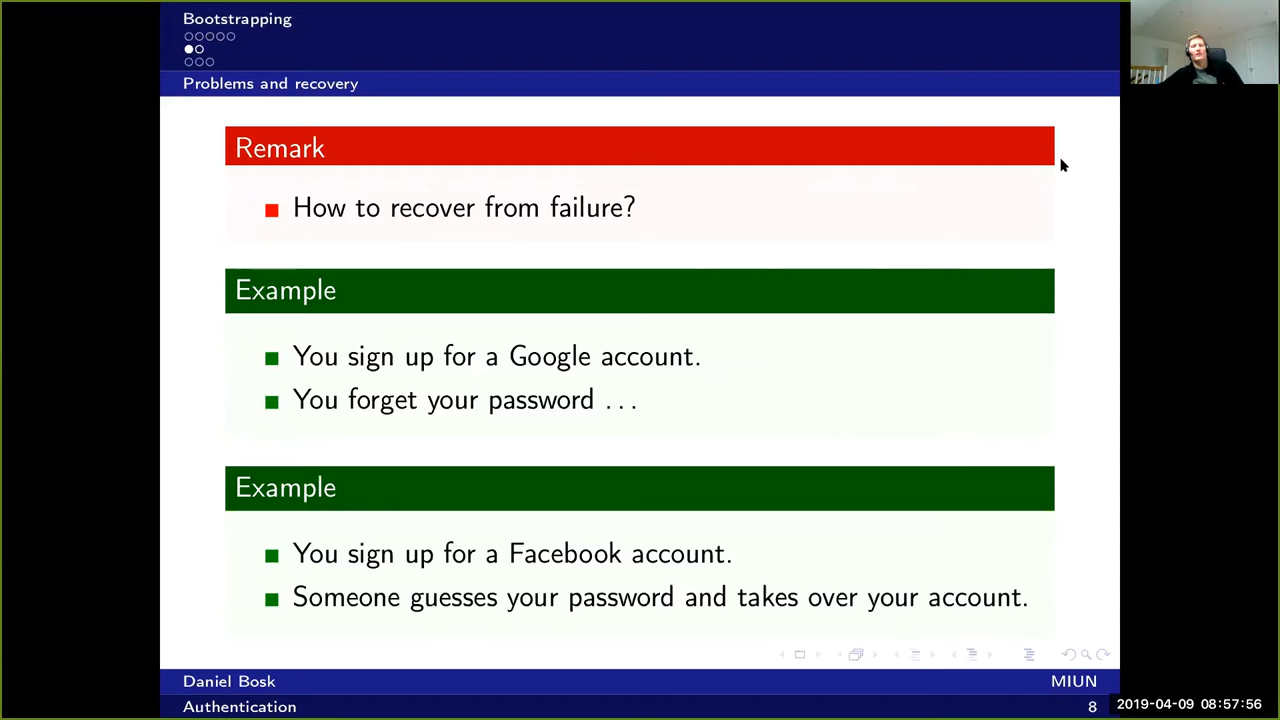 Bootstrapping
Problems and recovery
Remark
How to recover from failure?
Example
You sign up for a Google account.
You forget your password . . .
Example
You sign up for a Facebook account.
Someone guesses your password and takes over your account.
Daniel Bosk
MIUN
Authentication
8
2019-04-09 08:57:56